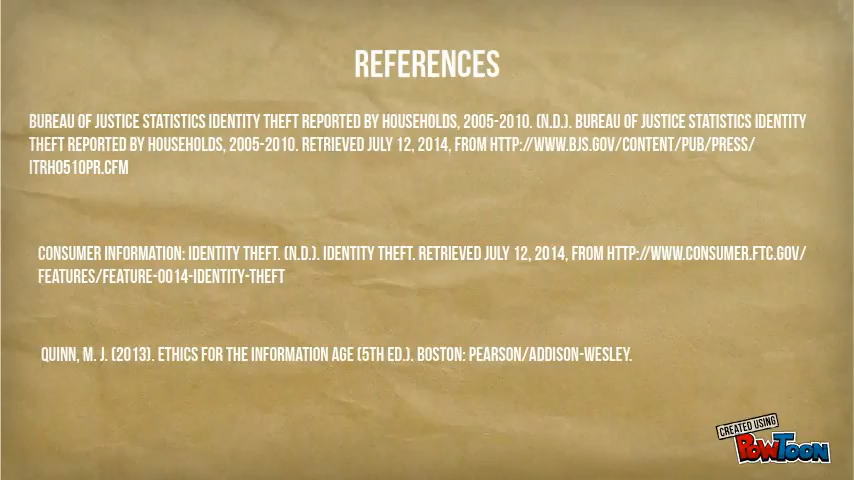 REFERENCES
BUREAU OF JUSTICE STATISTICS IDENTITY THEFT REPORTED BY HOUSEHOLDS, 2005-2010. (N.D.). BUREAU OF JUSTICE STATISTICS IDENTITY
THEFT REPORTED BY HOUSEHOLDS, 2005-2010. RETRIEVED JULY 12, 2014, FROM HTTP://WWW.BJS.GOV/CONTENT/PUB/PRESS/
ITRH0510PR.CFM
CONSUMER INFORMATION: IDENTITY THEFT. (N.D.). IDENTITY THEFT. RETRIEVED JULY 12, 2014, FROM HTTP://WWW.CONSUMER.FTC.GOV/
FEATURES/FEATURE-0014-IDENTITY-THEFT
QUINN, M. J. (2013). ETHICS FOR THE INFORMATION AGE (5TH ED.). BOSTON: PEARSON/ADDISON-WESLEY.
CREATED USING
POWTOON